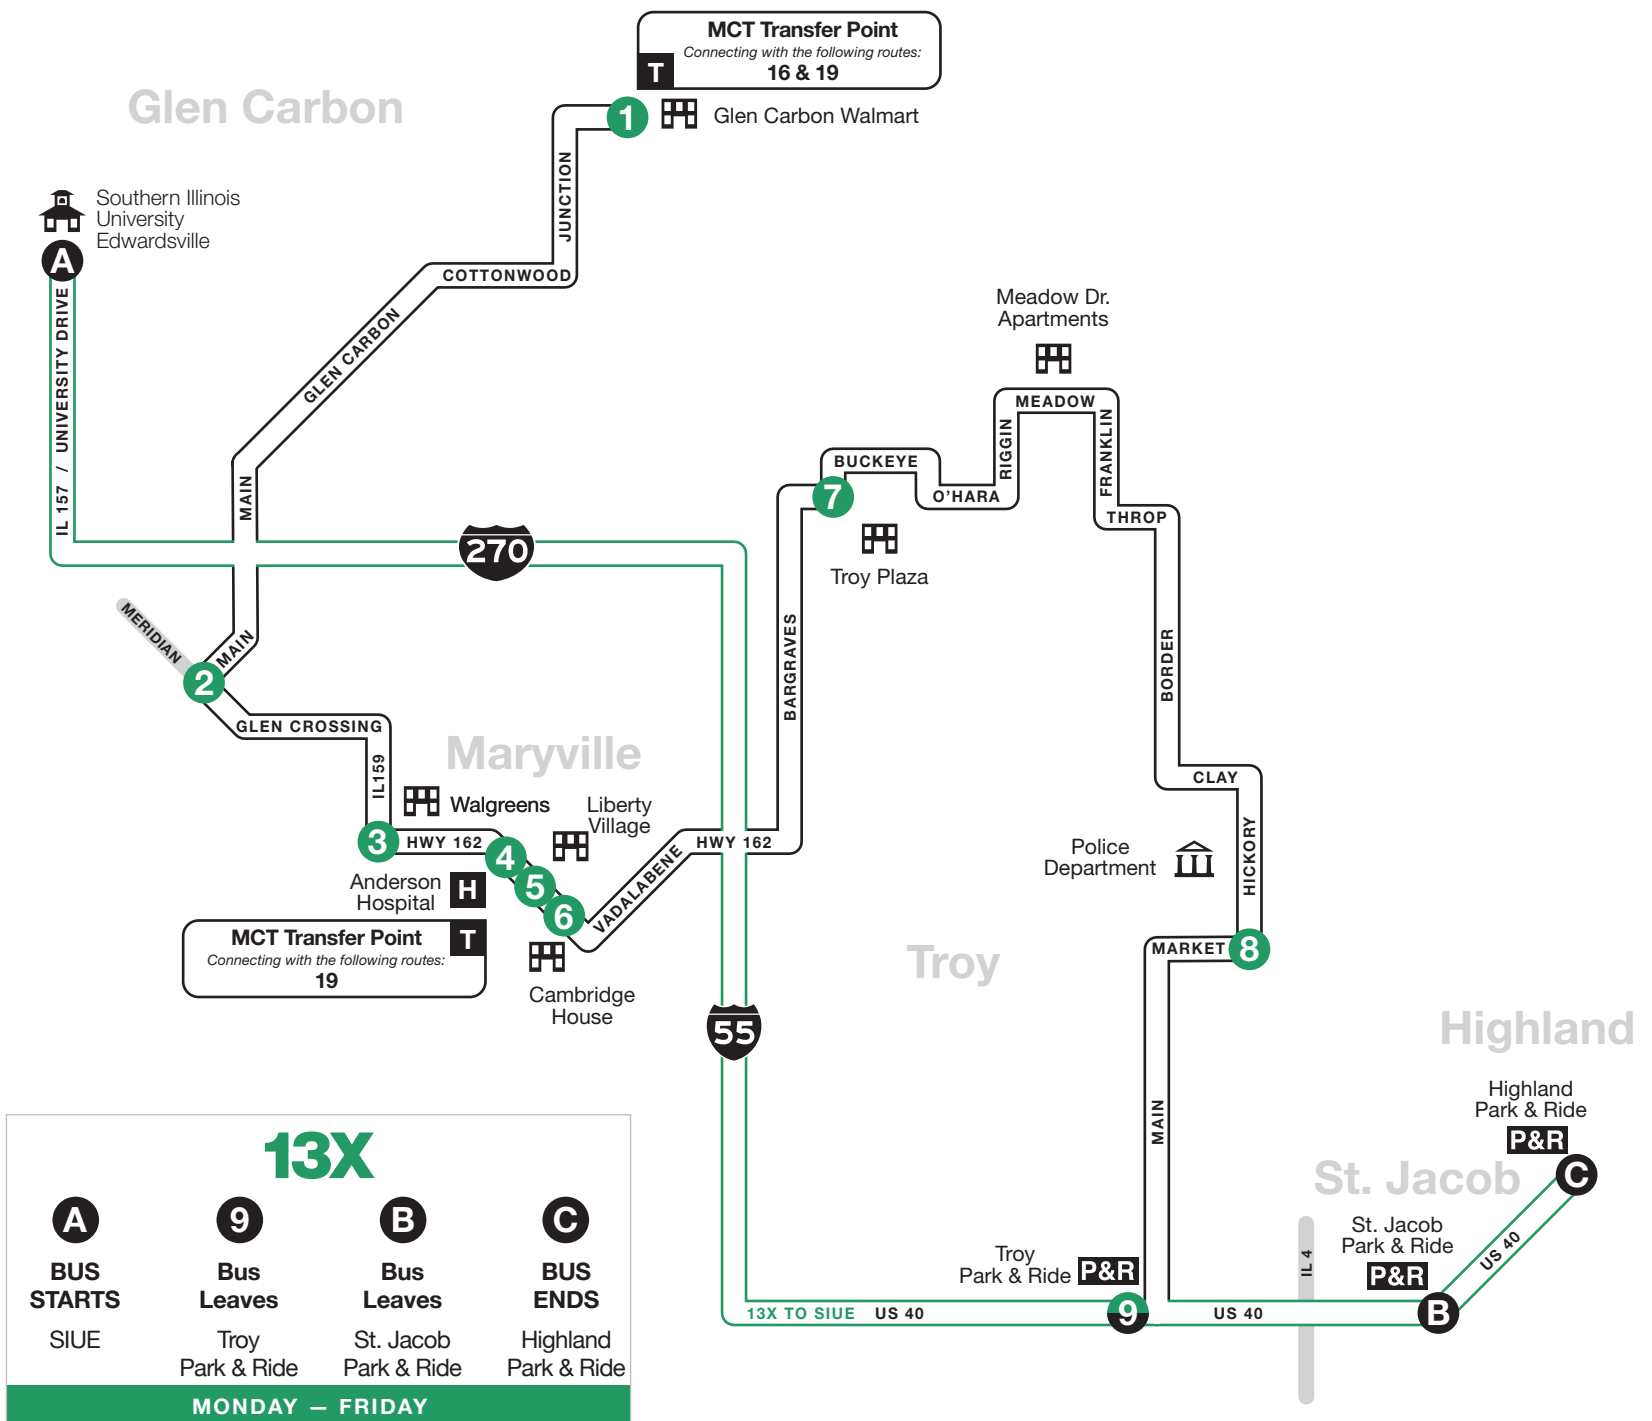 MCT Transfer Point
Connecting with the following routes:
T
16 & 19
Glen Carbon
1
Glen Carbon Walmart
JUNCTION
Southern Illinois
University
Edwardsville
A
COTTONWOOD
IL 157 / UNIVERSITY DRIVE
GLEN CARBON
MAIN
Meadow Dr.
Apartments
MEADOW
RIGGIN
FRANKLIN
BUCKEYE
O'HARA
7
THROP
Troy Plaza
270
MERIDIAN
MAIN
2
GLEN CROSSING
BARGRAVES
BORDER
Maryville
IL159
CLAY
Walgreens
Liberty
Village
3
HWY 162
4
5
6
VADALABENE
HWY 162
Police
Department
HICKORY
Anderson
Hospital
H
MCT Transfer Point
T
Connecting with the following routes:
19
Cambridge
House
MARKET
8
Troy
55
Highland
MAIN
Highland
Park & Ride
P&R
C
St. Jacob
St. Jacob
Park & Ride
P&R
US 40
IL 4
Troy
Park & Ride
P&R
13X TO SIUE
US 40
9
US 40
B
13X
A
9
B
C
BUS
STARTS
Bus
Leaves
Bus
Leaves
BUS
ENDS
SIUE
Troy
Park & Ride
St. Jacob
Park & Ride
Highland
Park & Ride
MONDAY — FRIDAY